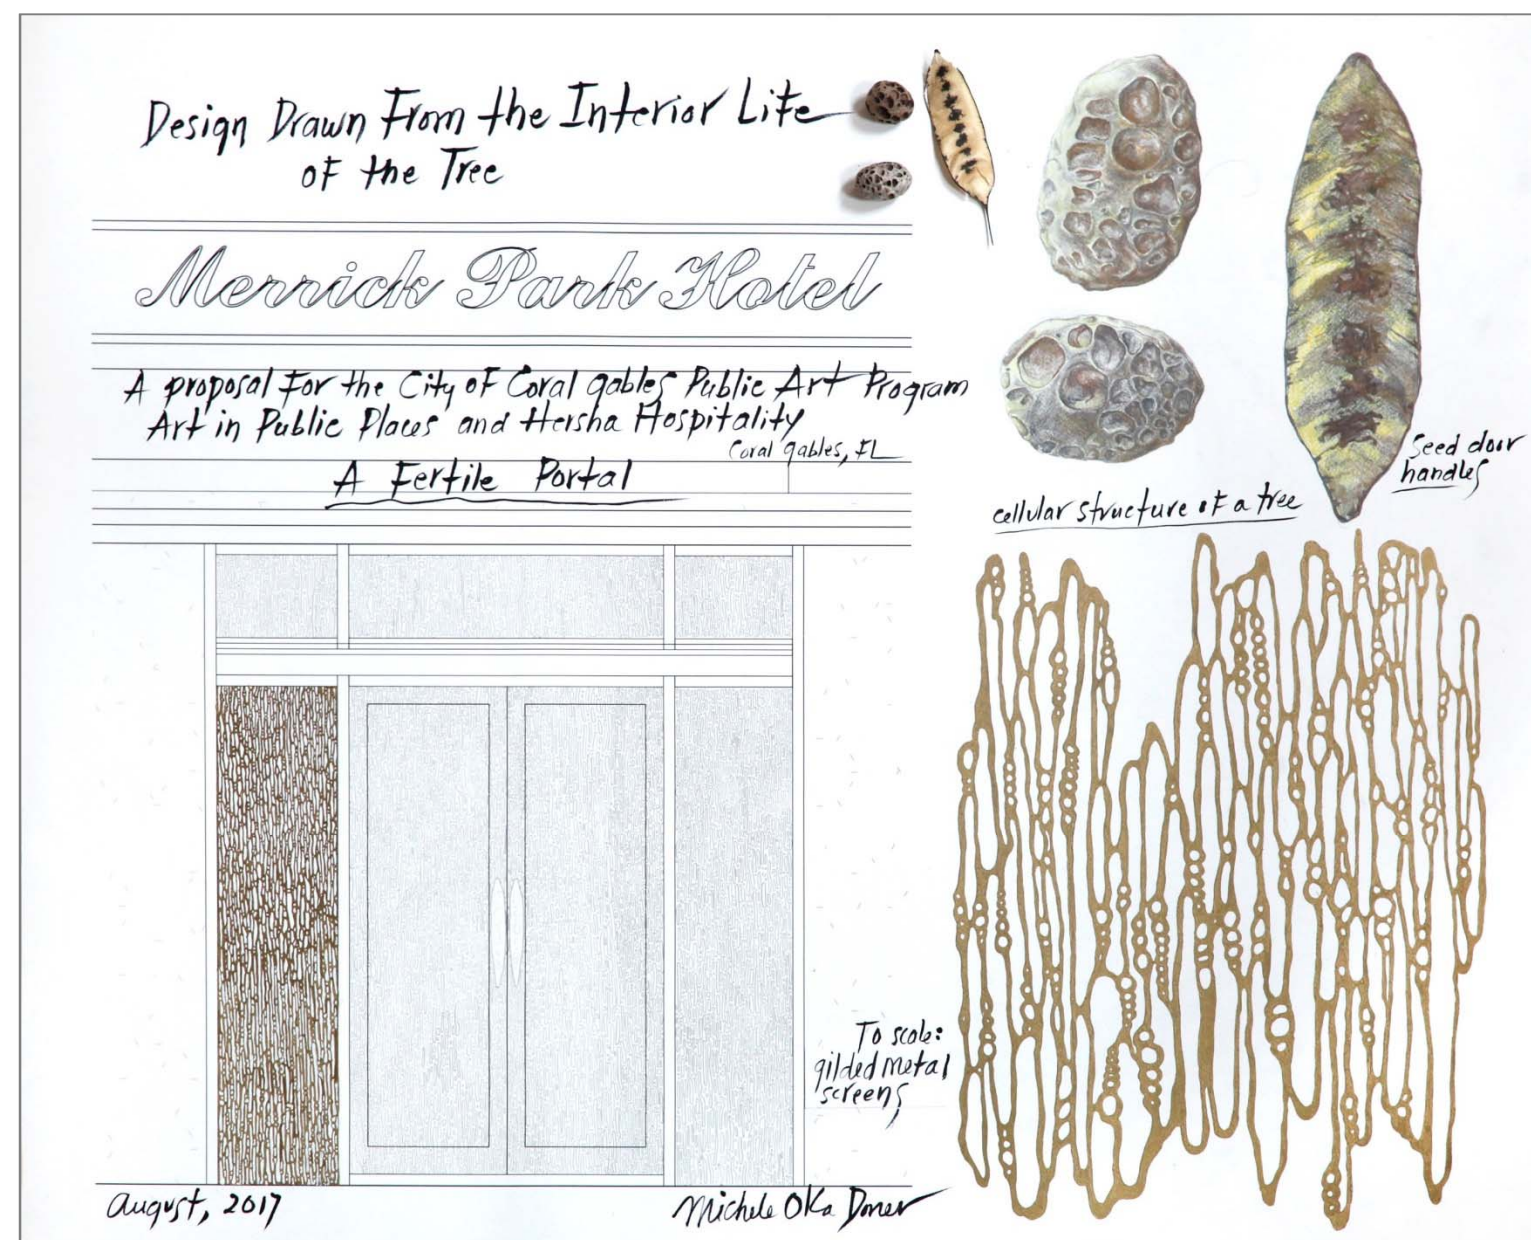 Design Drawn From the Interior Life
of the Tree
Merrick Park Hotel
A proposal for the City of Coral gables Public Art Program
Art in Public Places and Hersha Hospitality
Coral gables, FL
A Fertile Portal
Seed door
handles
cellular structure of a tree
To scale:
gilded metal
screens
August, 2017
Michele Oka Doner